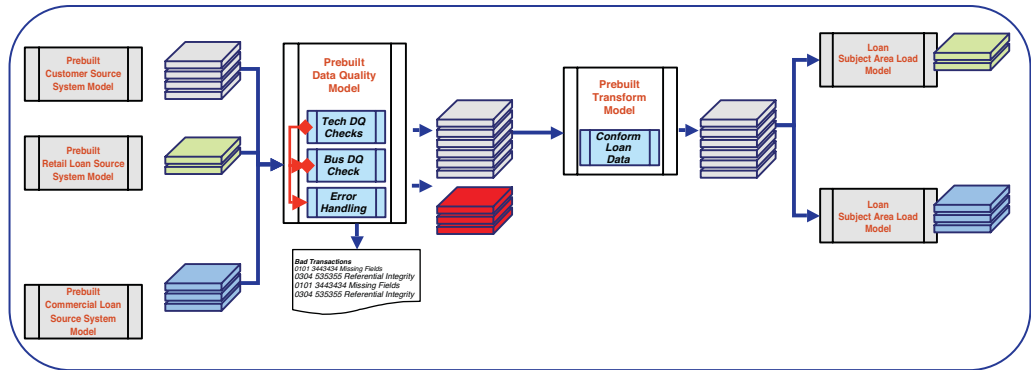 Prebuilt
Customer Source
System Model
Prebuilt
Retail Loan Source
System Model
Prebuilt
Commercial Loan
Source System
Model
Prebuilt
Data Quality
Model
Tech DQ
Checks
Bus DQ
Check
Error
Handling
Bad Transactions
0101 3443434 Missing Fields
0304 535355 Referential Integrity
0101 3443434 Missing Fields
0304 535355 Referential Integrity
Prebuilt
Transform
Model
Conform
Loan
Data
Loan
Subject Area Load
Model
Loan
Subject Area Load
Model